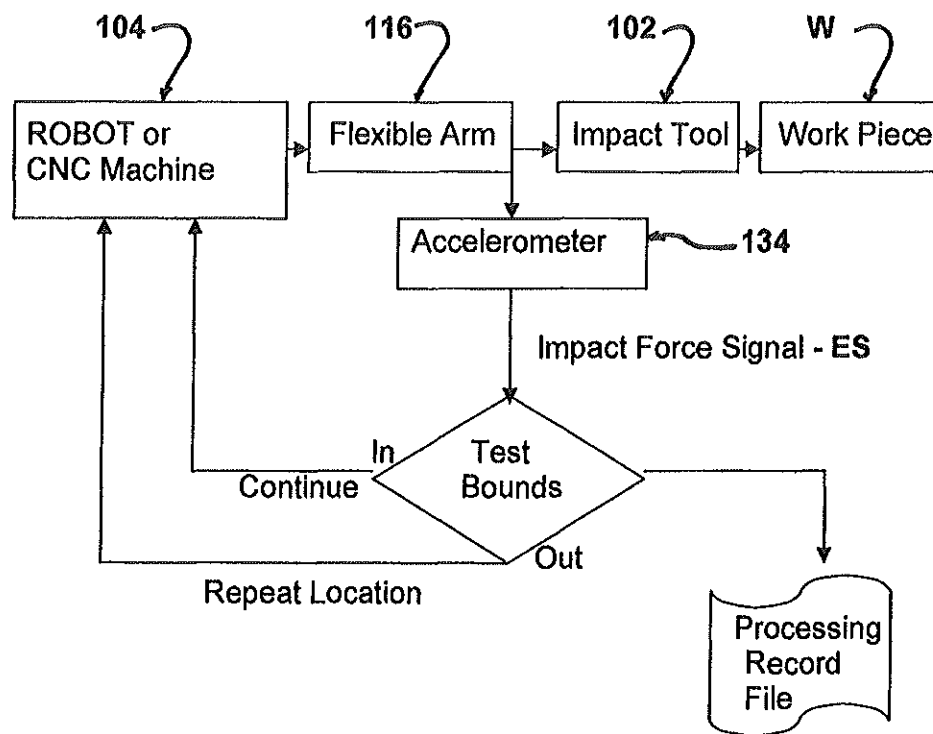 104
116
102
W
ROBOT or
CNC Machine
Flexible Arm
Impact Tool
Work Piece
Accelerometer
134
Impact Force Signal - ES
In
Test
Bounds
Continue
Out
Repeat Location
Processing
Record
File